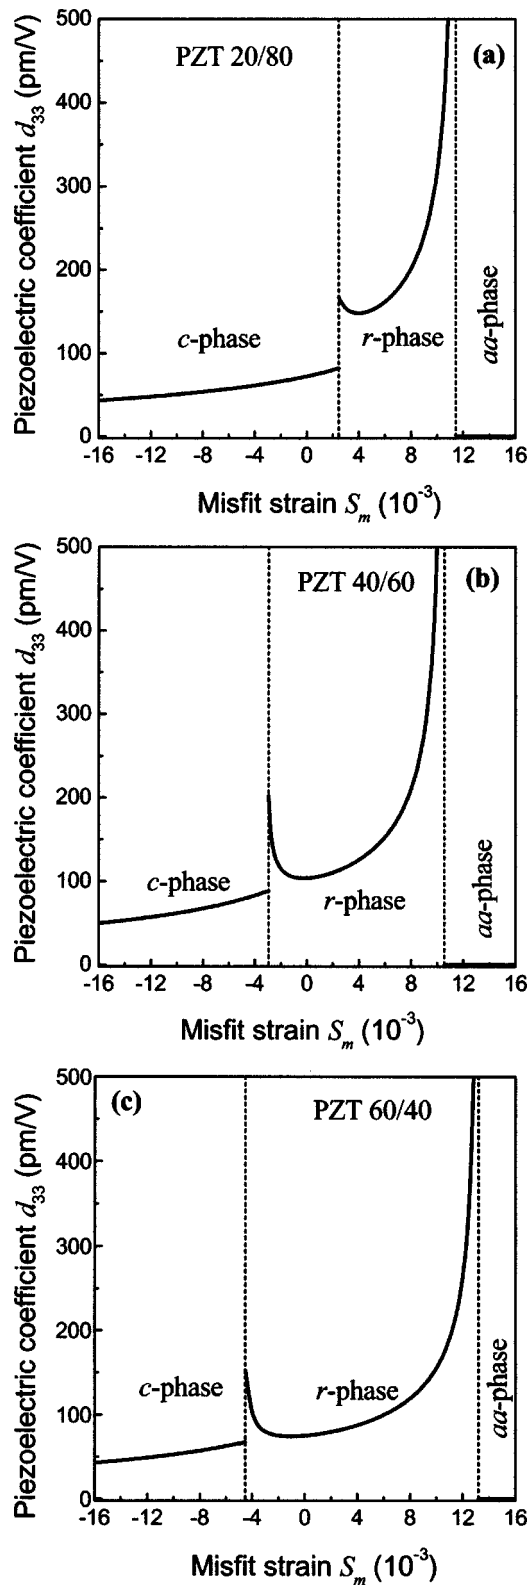 Piezoelectric coefficient d33 (pm/V)
500
400
300
200
100
0
PZT 20/80
(a)
c-phase
r-phase
aa-phase
-16 -12 -8 -4 0 4 8 12 16
Misfit strain Sm (10-3)
Piezoelectric coefficient d33 (pm/V)
500
400
300
200
100
0
PZT 40/60
(b)
c-phase
r-phase
aa-phase
-16 -12 -8 -4 0 4 8 12 16
Misfit strain Sm (10-3)
Piezoelectric coefficient d33 (pm/V)
500
400
300
200
100
0
(c)
PZT 60/40
c-phase
r-phase
aa-phase
-16 -12 -8 -4 0 4 8 12 16
Misfit strain Sm (10-3)